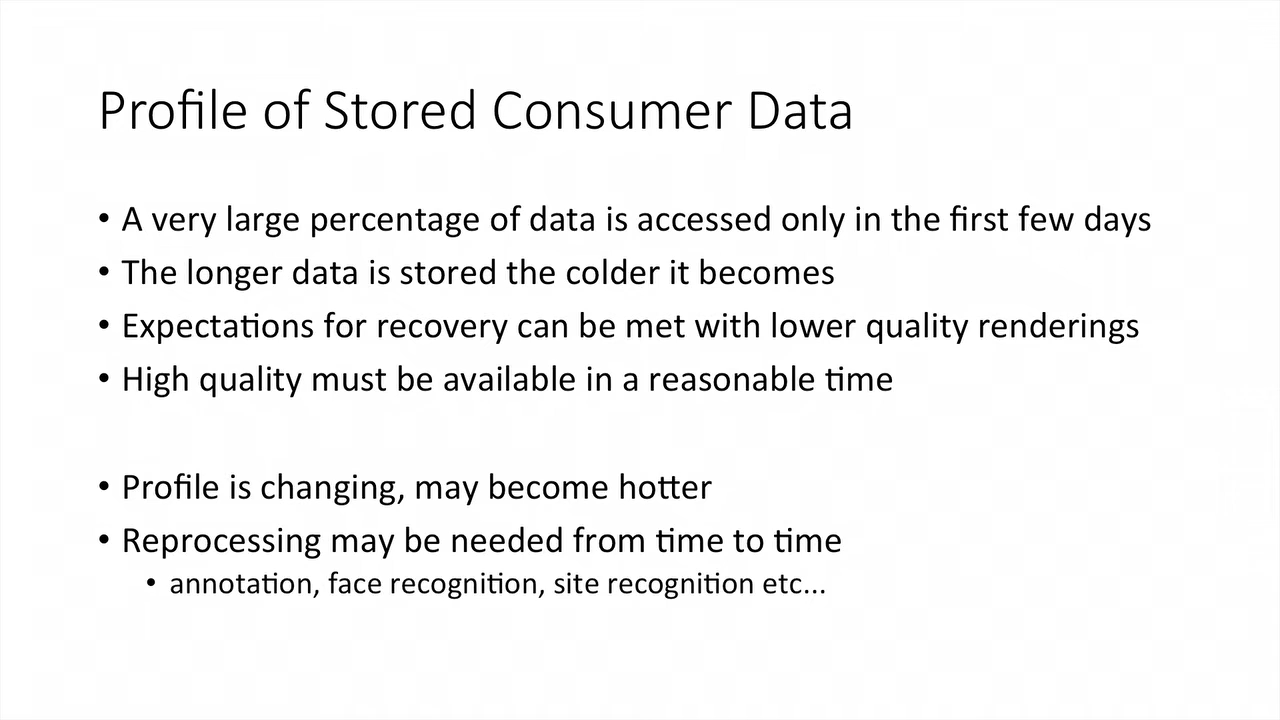 Profile of Stored Consumer Data
• A very large percentage of data is accessed only in the first few days
• The longer data is stored the colder it becomes
• Expectations for recovery can be met with lower quality renderings
• High quality must be available in a reasonable time
• Profile is changing, may become hotter
• Reprocessing may be needed from time to time
• annotation, face recognition, site recognition etc...